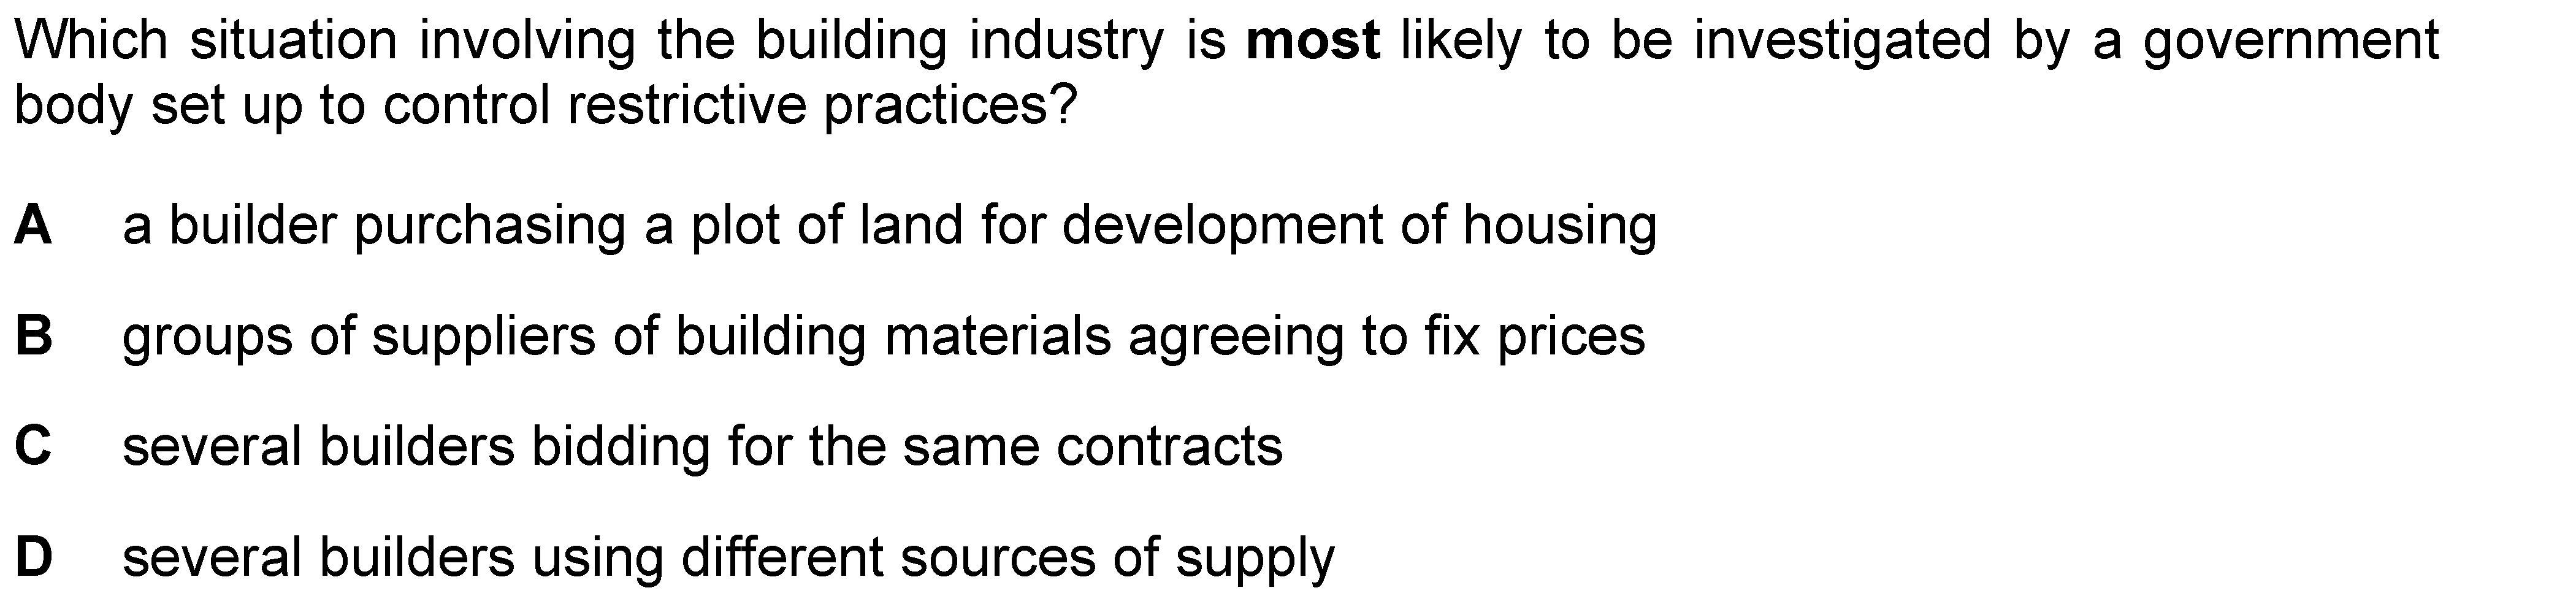 Which situation involving the building industry is most likely to be investigated by a government
body set up to control restrictive practices?
A a builder purchasing a plot of land for development of housing
B groups of suppliers of building materials agreeing to fix prices
C several builders bidding for the same contracts
D several builders using different sources of supply